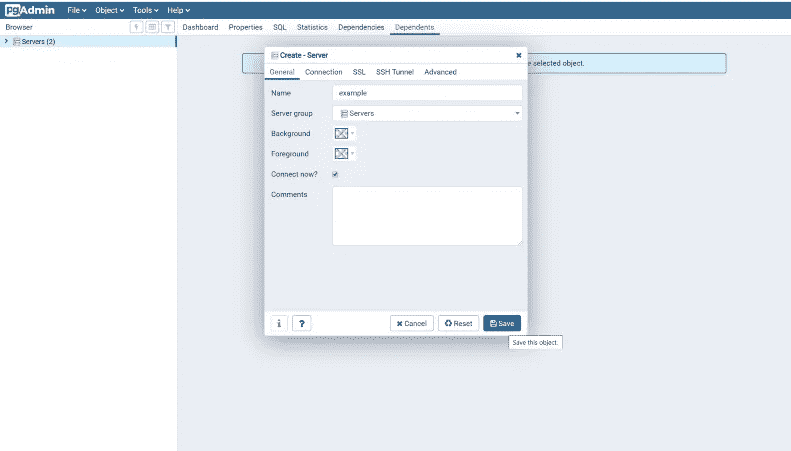 pgAdmin File Object Tools Help
Browser Dashboard Properties SQL Statistics Dependencies Dependents
Servers (2)
Create - Server
selected object.
General Connection SSL SSH Tunnel Advanced
Name example
Server group Servers
Background
Foreground
Connect now?
Comments
i ? Cancel Reset Save
Save this object.